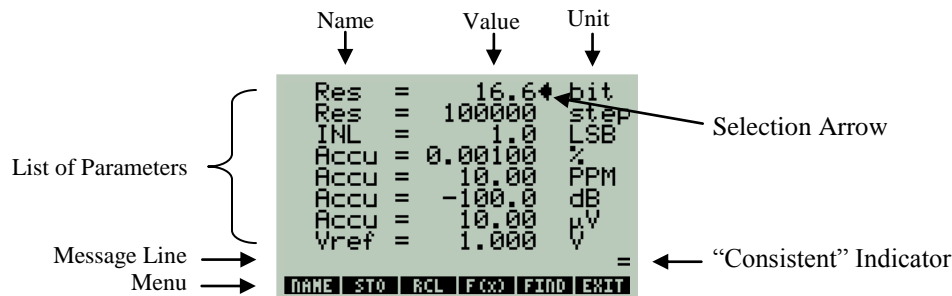 Name Value Unit
Res = 16.6 bit
Res = 100000 step
INL = 1.0 LSB
Accu = 0.00100 %
Accu = 10.00 PPM
Accu = -100.0 dB
Accu = 10.00 µV
Vref = 1.000 V
=
NAME STO RCL F(x) FIND EXIT
Selection Arrow
List of Parameters
Message Line
“Consistent” Indicator
Menu